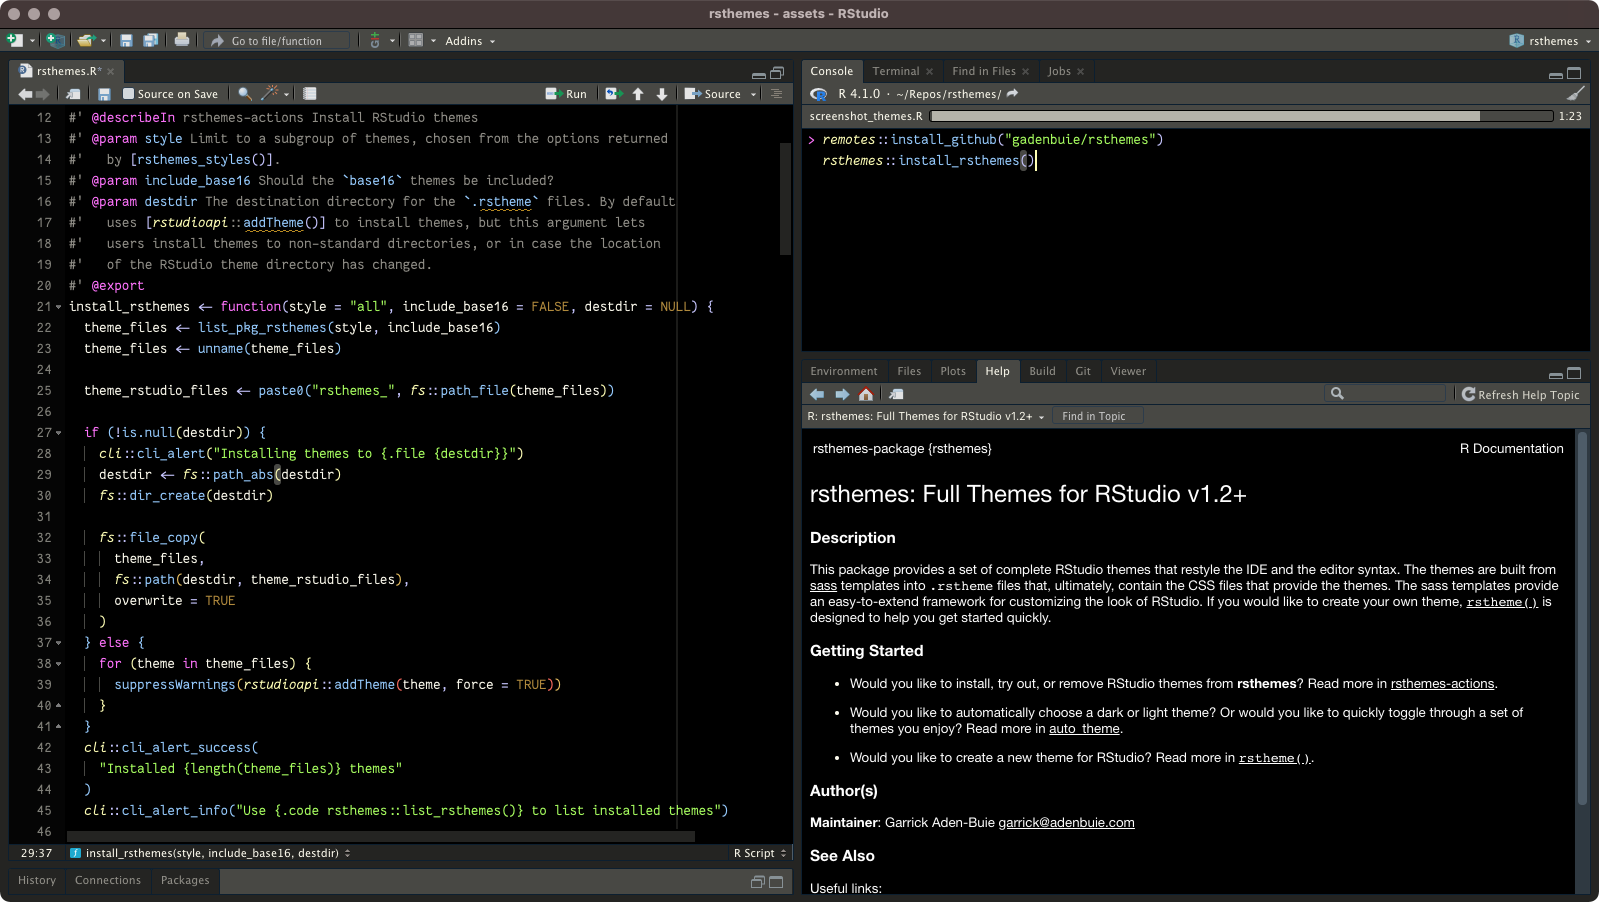 rsthemes - assets - RStudio
Go to file/function
Addins
rsthemes
rsthemes.R*
Source on Save
Run
Source
12 #' @describeIn rsthemes-actions Install RStudio themes
13 #' @param style Limit to a subgroup of themes, chosen from the options returned
14 #'   by [rsthemes_styles()].
15 #' @param include_base16 Should the `base16` themes be included?
16 #' @param destdir The destination directory for the `.rstheme` files. By default
17 #'   uses [rstudioapi::addTheme()] to install themes, but this argument lets
18 #'   users install themes to non-standard directories, or in case the location
19 #'   of the RStudio theme directory has changed.
20 #' @export
21 install_rsthemes <- function(style = "all", include_base16 = FALSE, destdir = NULL) {
22   theme_files <- list_pkg_rsthemes(style, include_base16)
23   theme_files <- unname(theme_files)
24
25   theme_rstudio_files <- paste0("rsthemes_", fs::path_file(theme_files))
26
27   if (!is.null(destdir)) {
28     cli::cli_alert("Installing themes to {.file {destdir}}")
29     destdir <- fs::path_abs(destdir)
30     fs::dir_create(destdir)
31
32     fs::file_copy(
33       theme_files,
34       fs::path(destdir, theme_rstudio_files),
35       overwrite = TRUE
36     )
37   } else {
38     for (theme in theme_files) {
39       suppressWarnings(rstudioapi::addTheme(theme, force = TRUE))
40     }
41   }
42   cli::cli_alert_success(
43     "Installed {length(theme_files)} themes"
44   )
45   cli::cli_alert_info("Use {.code rsthemes::list_rsthemes()} to list installed themes")
46
29:37 install_rsthemes(style, include_base16, destdir) R Script
History Connections Packages
Console Terminal Find in Files Jobs
R 4.1.0 · ~/Repos/rsthemes/
screenshot_themes.R 1:23
> remotes::install_github("gadenbuie/rsthemes")
rsthemes::install_rsthemes()
Environment Files Plots Help Build Git Viewer
Refresh Help Topic
R: rsthemes: Full Themes for RStudio v1.2+ Find in Topic
rsthemes-package {rsthemes} R Documentation
rsthemes: Full Themes for RStudio v1.2+
Description
This package provides a set of complete RStudio themes that restyle the IDE and the editor syntax. The themes are built from
sass templates into .rstheme files that, ultimately, contain the CSS files that provide the themes. The sass templates provide
an easy-to-extend framework for customizing the look of RStudio. If you would like to create your own theme, rstheme() is
designed to help you get started quickly.
Getting Started
• Would you like to install, try out, or remove RStudio themes from rsthemes? Read more in rsthemes-actions.
• Would you like to automatically choose a dark or light theme? Or would you like to quickly toggle through a set of
themes you enjoy? Read more in auto_theme.
• Would you like to create a new theme for RStudio? Read more in rstheme().
Author(s)
Maintainer: Garrick Aden-Buie garrick@adenbuie.com
See Also
Useful links: